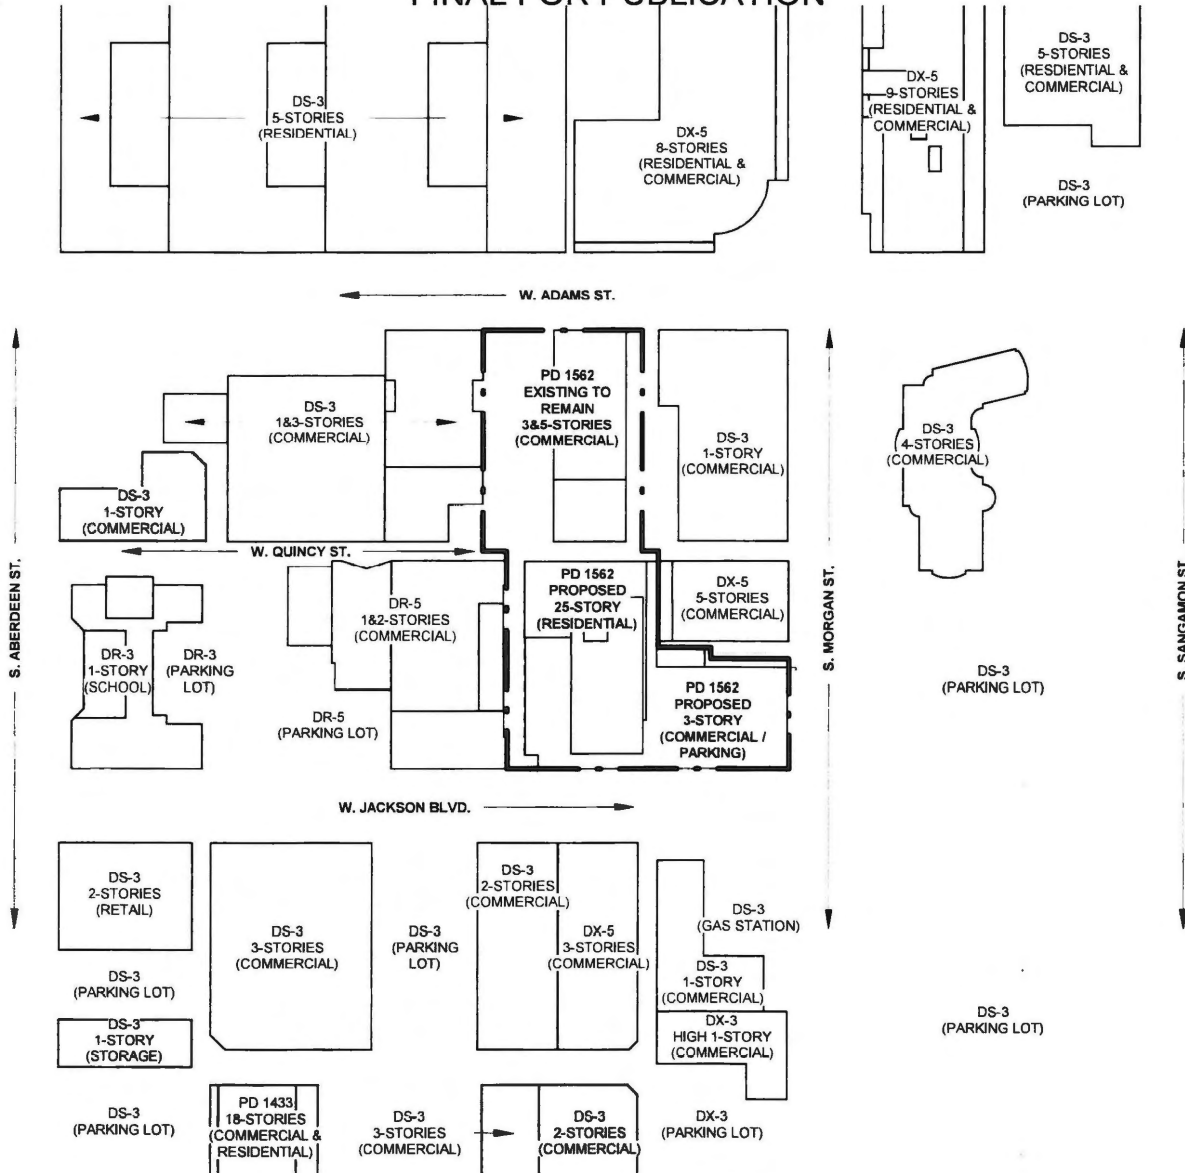 FINAL FOR PUBLICATION
DS-3
5-STORIES
(RESIDENTIAL)
DX-5
8-STORIES
(RESIDENTIAL &
COMMERCIAL)
DX-5
9-STORIES
(RESIDENTIAL &
COMMERCIAL)
DS-3
5-STORIES
(RESDIENTIAL &
COMMERCIAL)
DS-3
(PARKING LOT)
W. ADAMS ST.
S. ABERDEEN ST.
DS-3
1&3-STORIES
(COMMERCIAL)
PD 1562
EXISTING TO
REMAIN
3&5-STORIES
(COMMERCIAL)
DS-3
1-STORY
(COMMERCIAL)
S. MORGAN ST.
DS-3
4-STORIES
(COMMERCIAL)
S. SANGAMON ST.
DS-3
1-STORY
(COMMERCIAL)
W. QUINCY ST.
DR-3
1-STORY
(SCHOOL)
DR-3
(PARKING
LOT)
DR-5
1&2-STORIES
(COMMERCIAL)
DR-5
(PARKING LOT)
PD 1562
PROPOSED
25-STORY
(RESIDENTIAL)
DX-5
5-STORIES
(COMMERCIAL)
PD 1562
PROPOSED
3-STORY
(COMMERCIAL /
PARKING)
DS-3
(PARKING LOT)
W. JACKSON BLVD.
DS-3
2-STORIES
(RETAIL)
DS-3
3-STORIES
(COMMERCIAL)
DS-3
(PARKING
LOT)
DS-3
2-STORIES
(COMMERCIAL)
DX-5
3-STORIES
(COMMERCIAL)
DS-3
(GAS STATION)
DS-3
1-STORY
(COMMERCIAL)
DS-3
(PARKING LOT)
DS-3
1-STORY
(STORAGE)
DX-3
HIGH 1-STORY
(COMMERCIAL)
DS-3
(PARKING LOT)
DS-3
(PARKING LOT)
PD 1433
18-STORIES
(COMMERCIAL &
RESIDENTIAL)
DS-3
3-STORIES
(COMMERCIAL)
DS-3
2-STORIES
(COMMERCIAL)
DX-3
(PARKING LOT)